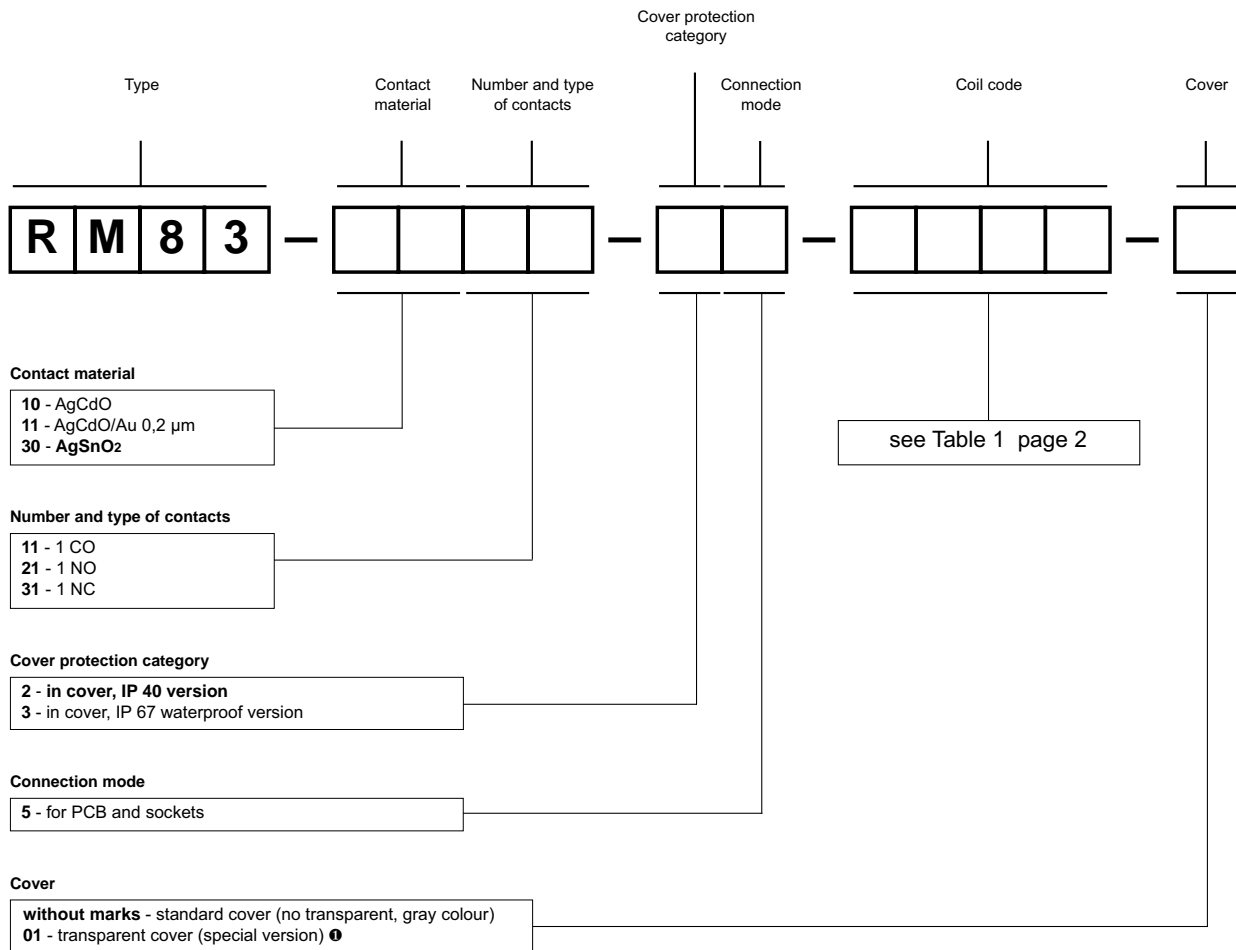 Cover protection
category
Type
Contact
material
Number and type
of contacts
Connection
mode
Coil code
Cover
R M 8 3 – – – –
Contact material
10 - AgCdO
11 - AgCdO/Au 0,2 µm
30 - AgSnO2
see Table 1 page 2
Number and type of contacts
11 - 1 CO
21 - 1 NO
31 - 1 NC
Cover protection category
2 - in cover, IP 40 version
3 - in cover, IP 67 waterproof version
Connection mode
5 - for PCB and sockets
Cover
without marks - standard cover (no transparent, gray colour)
01 - transparent cover (special version) ❶